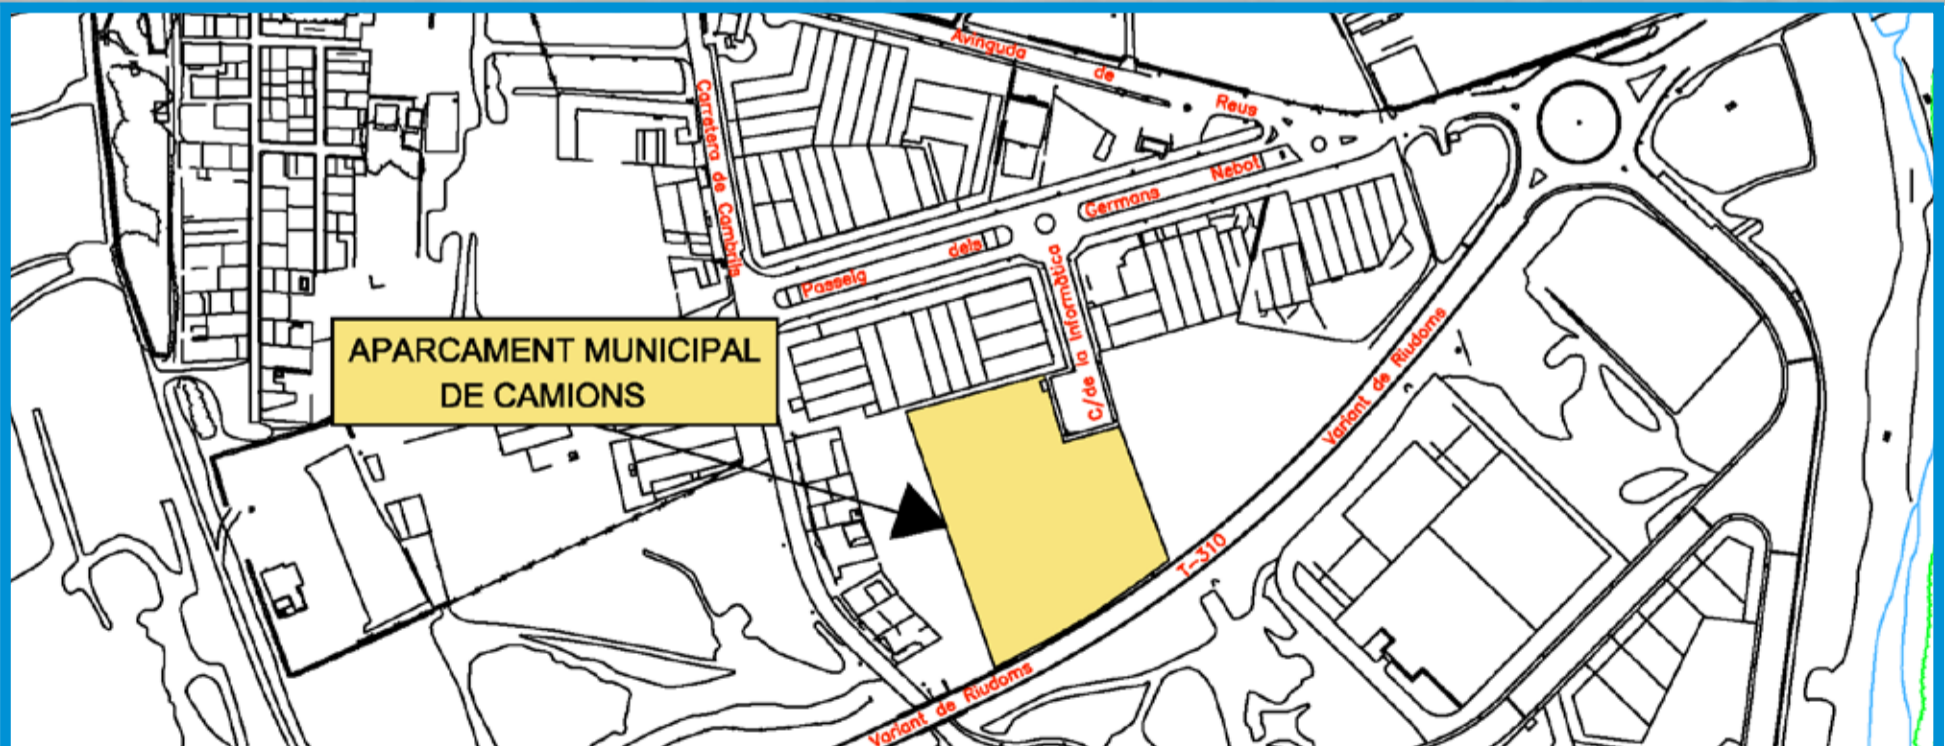 Avinguda de Reus
Carretera de Cambrils
Passeig dels Germans Nebot
C/de la Informàtica
APARCAMENT MUNICIPAL
DE CAMIONS
Variant de Riudoms
T-310
Variant de Riudoms